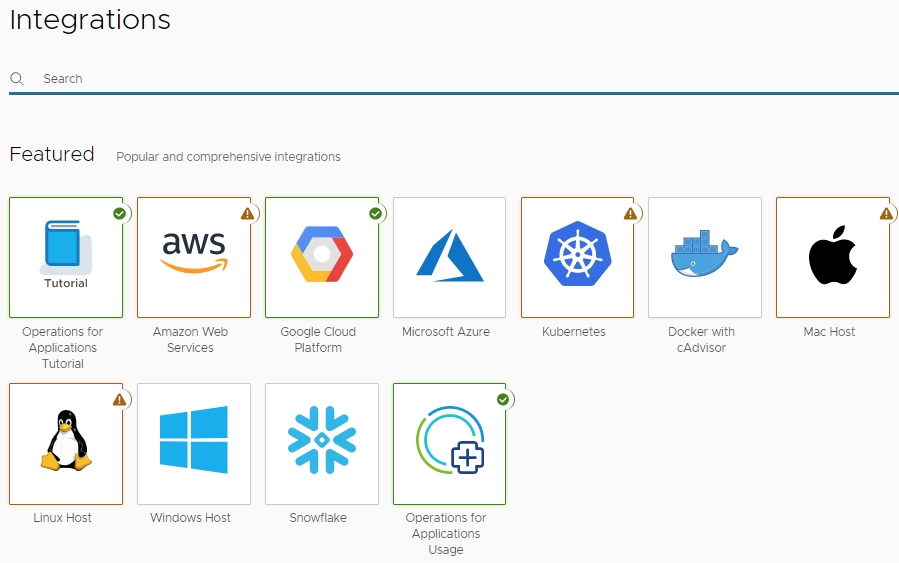 Integrations
Search
Featured Popular and comprehensive integrations
Tutorial
aws
Operations for
Applications
Tutorial
Amazon Web
Services
Google Cloud
Platform
Microsoft Azure
Kubernetes
Docker with
cAdvisor
Mac Host
Linux Host
Windows Host
Snowflake
Operations for
Applications
Usage